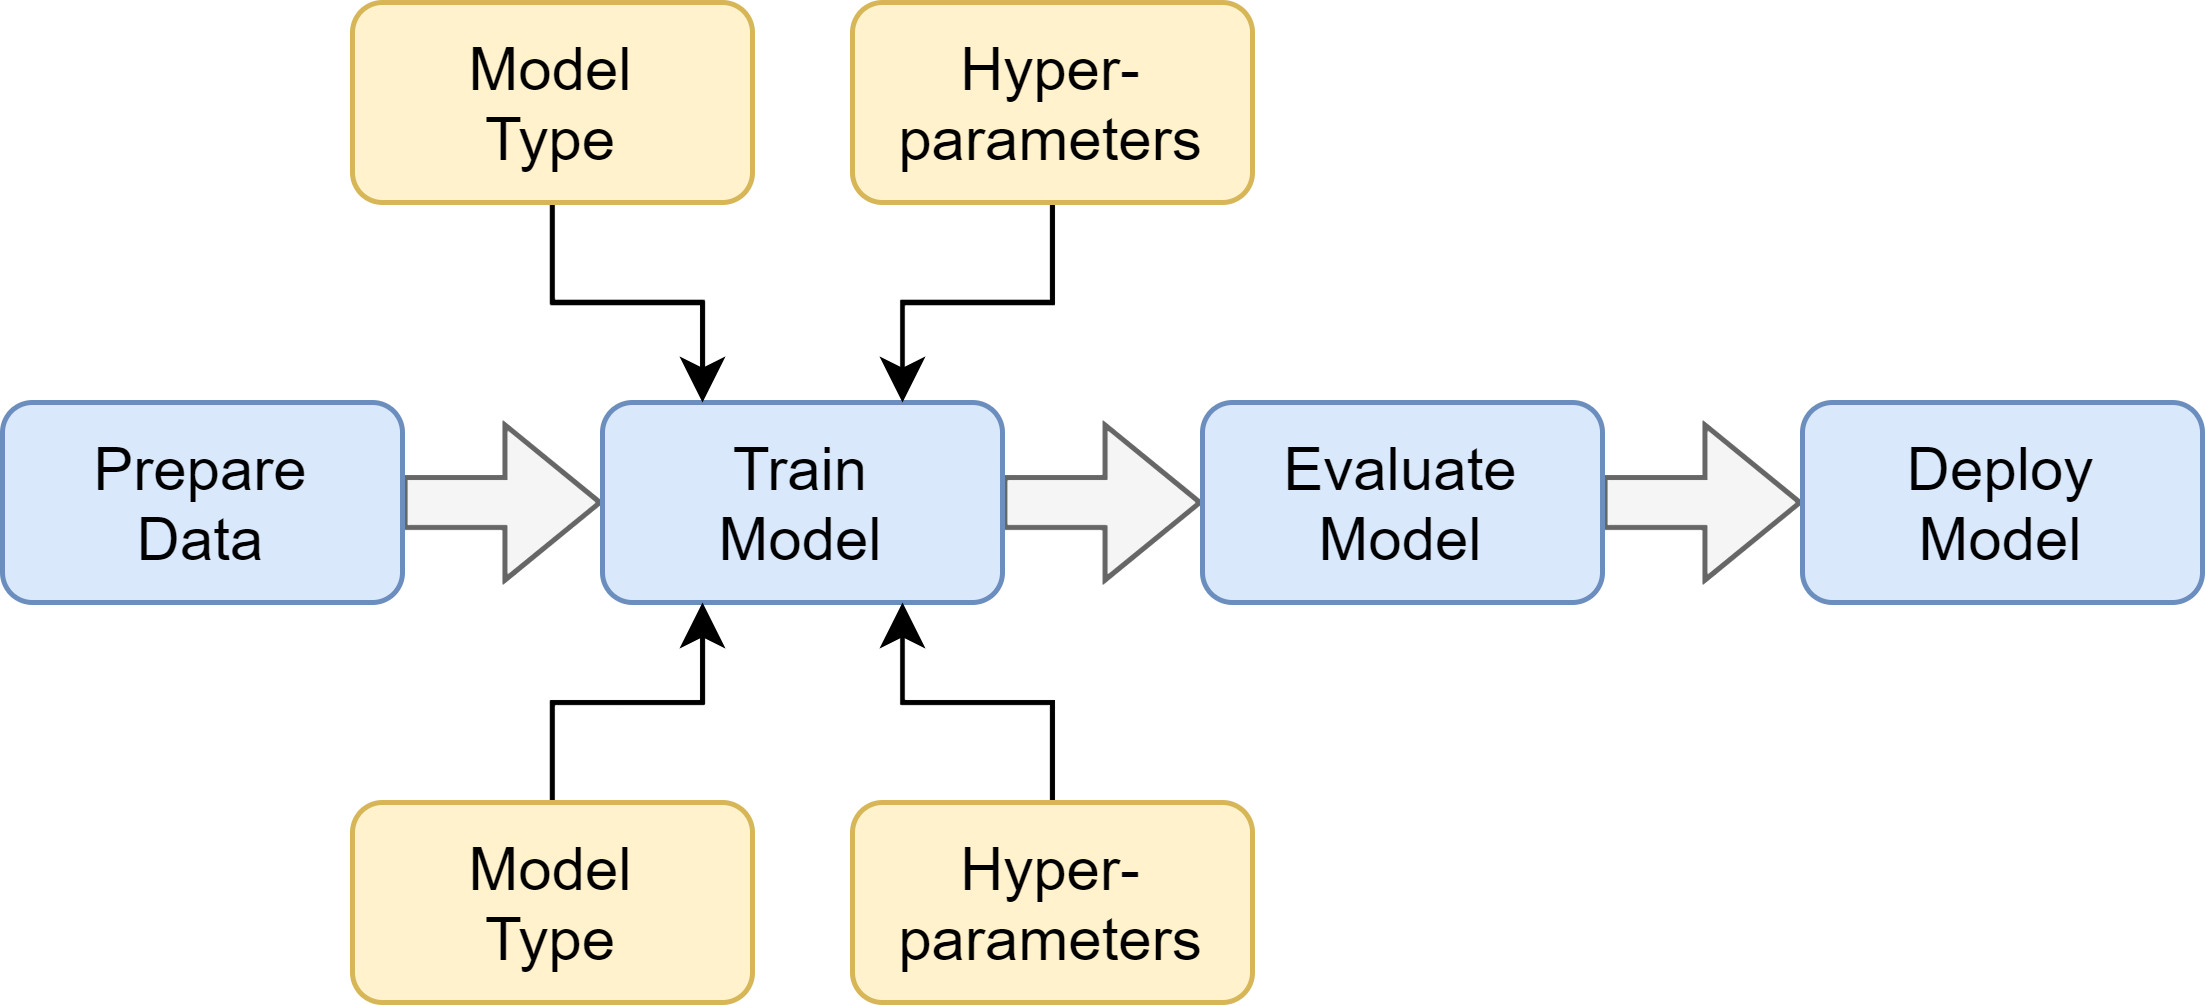 Model
Type
Hyper-
parameters
Prepare
Data
Train
Model
Evaluate
Model
Deploy
Model
Model
Type
Hyper-
parameters